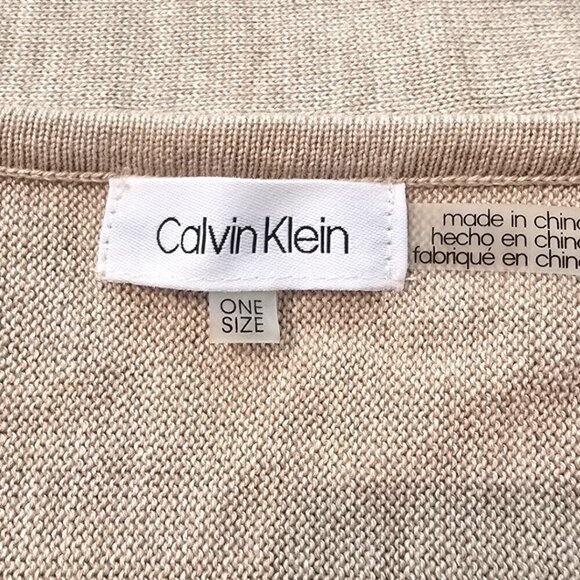 Calvin Klein
ONE
SIZE
made in china
hecho en china
fabriqué en china